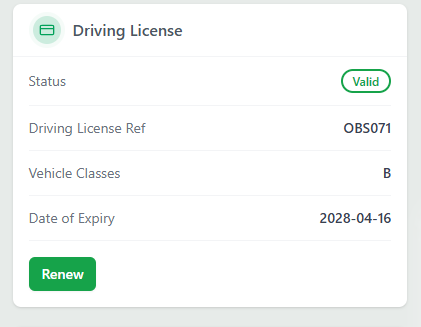 Driving License
Status Valid
Driving License Ref OBS071
Vehicle Classes B
Date of Expiry 2028-04-16
Renew